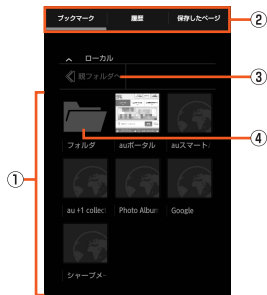 ブックマーク 履歴 保存したページ ②
ローカル
親フォルダへ ③
④
フォルダ auポータル auスマート
①
au +1 collec Photo Album Google
シャープメー